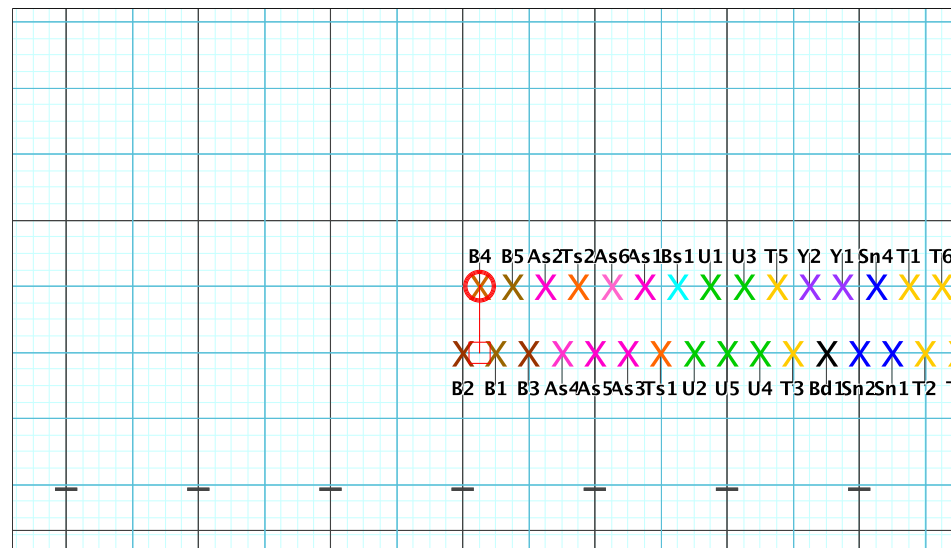 B4 B5 As2 Ts2 As6 As1 Bs1 U1 U3 T5 Y2 Y1 Sn4 T1 T6
B2 B1 B3 As4 As5 As3 Ts1 U2 U5 U4 T3 Bd1 Sn2 Sn1 T2